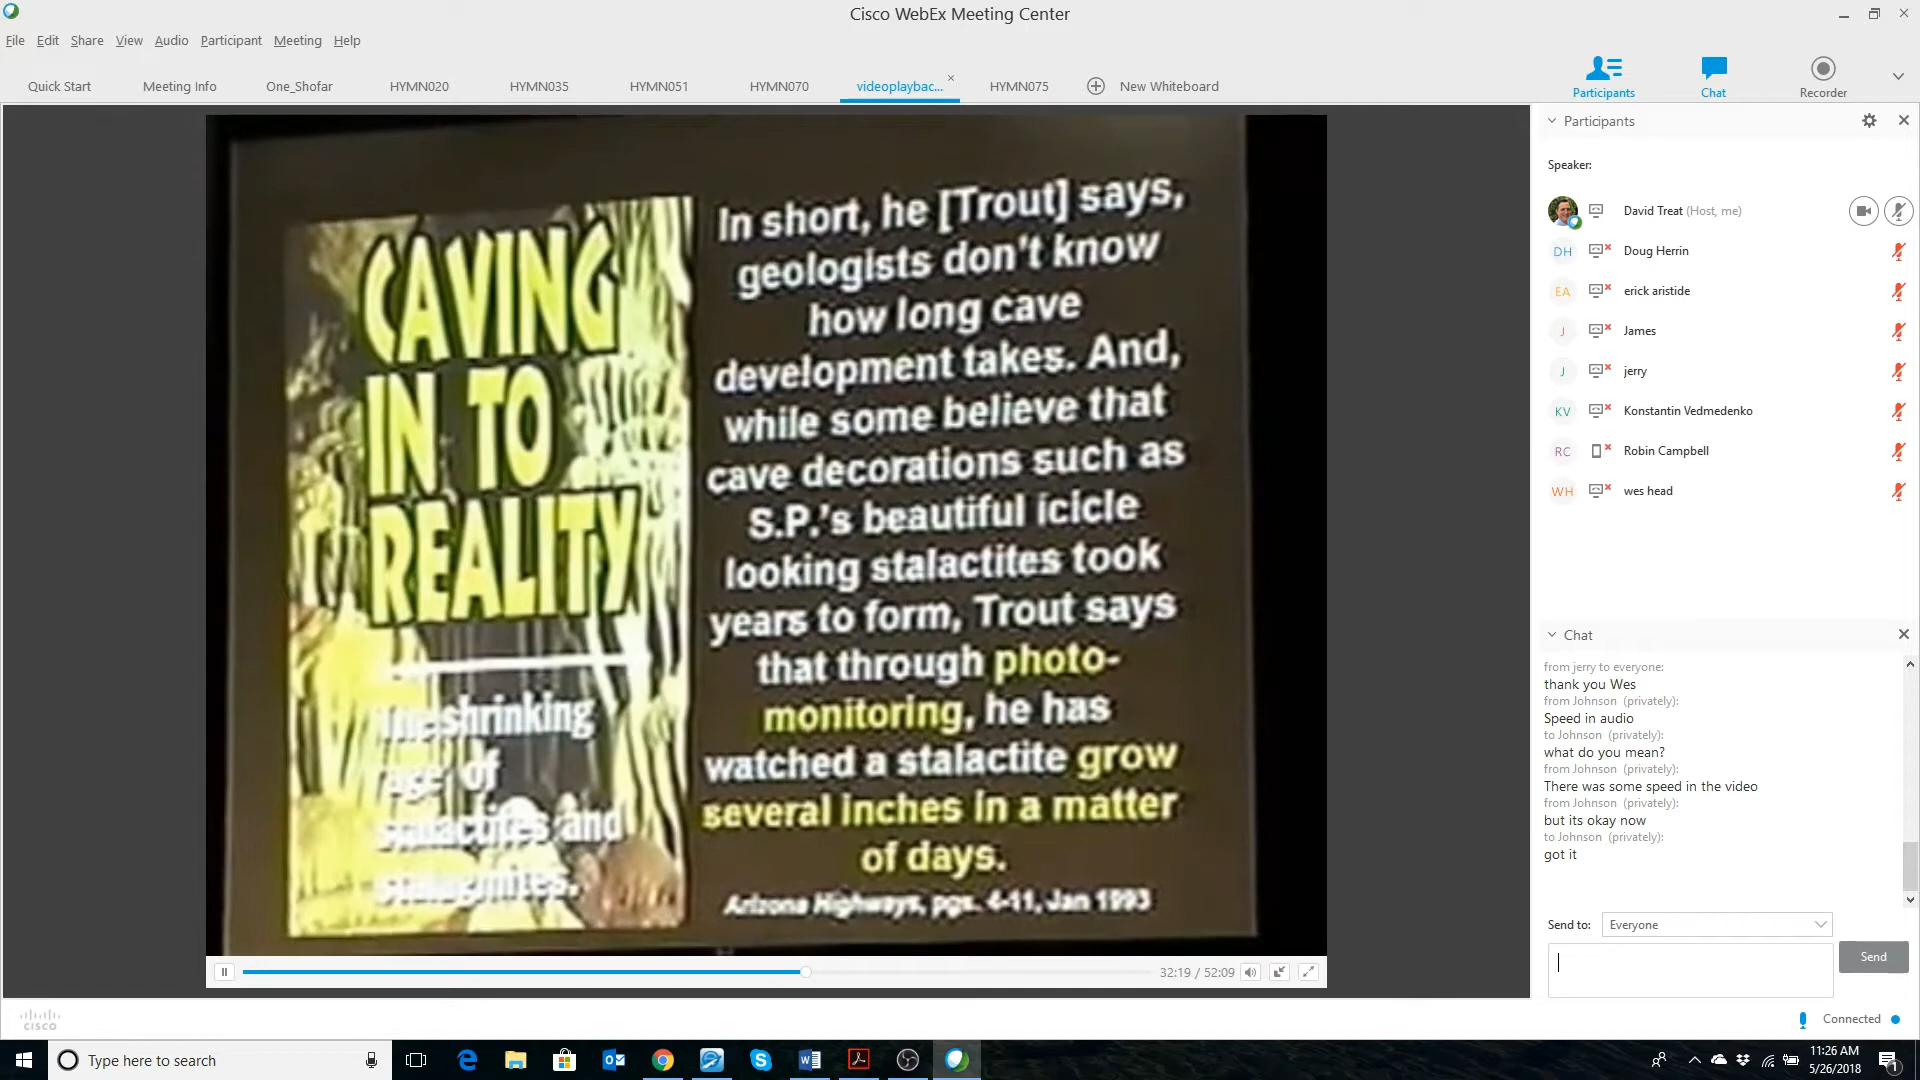 Cisco WebEx Meeting Center
File Edit Share View Audio Participant Meeting Help
Quick Start Meeting Info One_Shofar HYMN020 HYMN035 HYMN051 HYMN070 videoplaybac... HYMN075 New Whiteboard
Participants Chat Recorder
CAVING
IN TO
REALITY
The shrinking
age of
stalactites and
stalagmites.
In short, he [Trout] says,
geologists don't know
how long cave
development takes. And,
while some believe that
cave decorations such as
S.P.'s beautiful icicle
looking stalactites took
years to form, Trout says
that through photo-
monitoring, he has
watched a stalactite grow
several inches in a matter
of days.
Arizona Highways, pgs. 4-11, Jan 1993
32:19 / 52:09
Participants
Speaker:
David Treat (Host, me)
DH Doug Herrin
EA erick aristide
J James
J jerry
KV Konstantin Vedmedenko
RC Robin Campbell
WH wes head
Chat
from jerry to everyone:
thank you Wes
from Johnson (privately):
Speed in audio
to Johnson (privately):
what do you mean?
from Johnson (privately):
There was some speed in the video
from Johnson (privately):
but its okay now
to Johnson (privately):
got it
Send to: Everyone
Send
CISCO
Connected
Type here to search
11:26 AM
5/26/2018
1